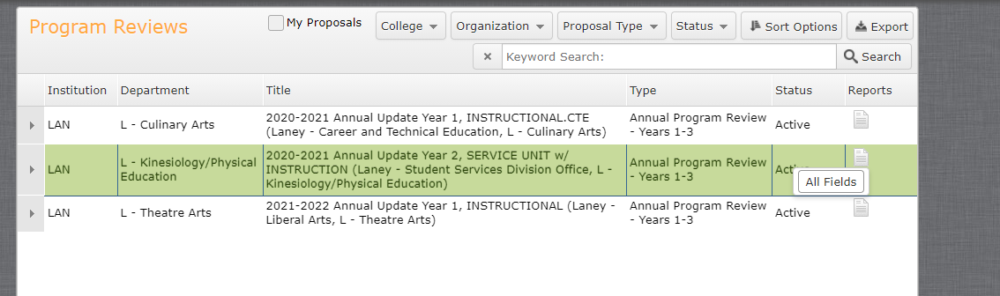 Program Reviews
My Proposals
College
Organization
Proposal Type
Status
Sort Options
Export
×
Keyword Search:
Search
Institution Department Title Type Status Reports
LAN
L - Culinary Arts
2020-2021 Annual Update Year 1, INSTRUCTIONAL.CTE
(Laney - Career and Technical Education, L - Culinary Arts)
Annual Program Review
- Years 1-3
Active
LAN
L - Kinesiology/Physical
Education
2020-2021 Annual Update Year 2, SERVICE UNIT w/
INSTRUCTION (Laney - Student Services Division Office, L -
Kinesiology/Physical Education)
Annual Program Review
- Years 1-3
Active
All Fields
LAN
L - Theatre Arts
2021-2022 Annual Update Year 1, INSTRUCTIONAL (Laney -
Liberal Arts, L - Theatre Arts)
Annual Program Review
- Years 1-3
Active